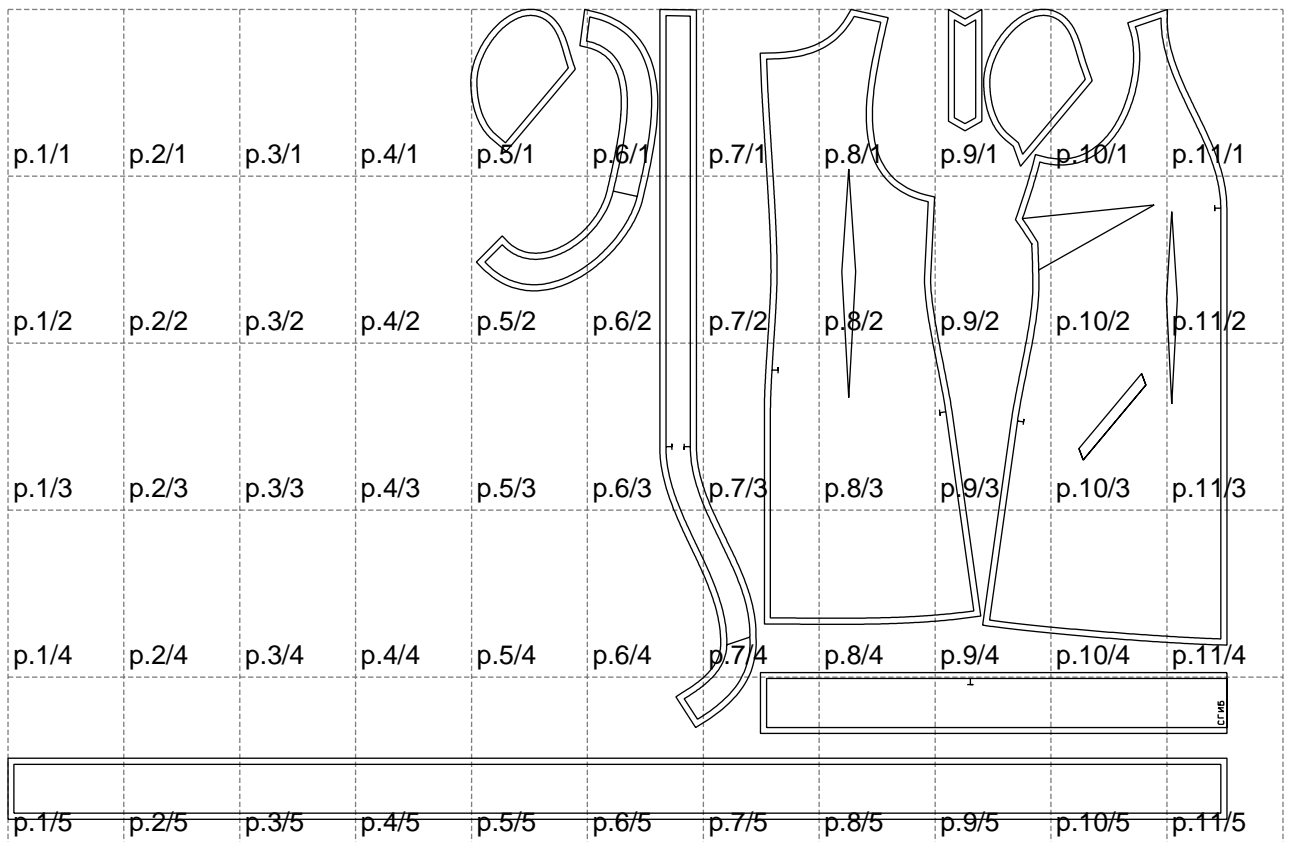 p.1/1 p.2/1 p.3/1 p.4/1 p.5/1 p.6/1 p.7/1 p.8/1 p.9/1 p.10/1 p.11/1
p.1/2 p.2/2 p.3/2 p.4/2 p.5/2 p.6/2 p.7/2 p.8/2 p.9/2 p.10/2 p.11/2
p.1/3 p.2/3 p.3/3 p.4/3 p.5/3 p.6/3 p.7/3 p.8/3 p.9/3 p.10/3 p.11/3
p.1/4 p.2/4 p.3/4 p.4/4 p.5/4 p.6/4 p.7/4 p.8/4 p.9/4 p.10/4 p.11/4
сгиб
p.1/5 p.2/5 p.3/5 p.4/5 p.5/5 p.6/5 p.7/5 p.8/5 p.9/5 p.10/5 p.11/5